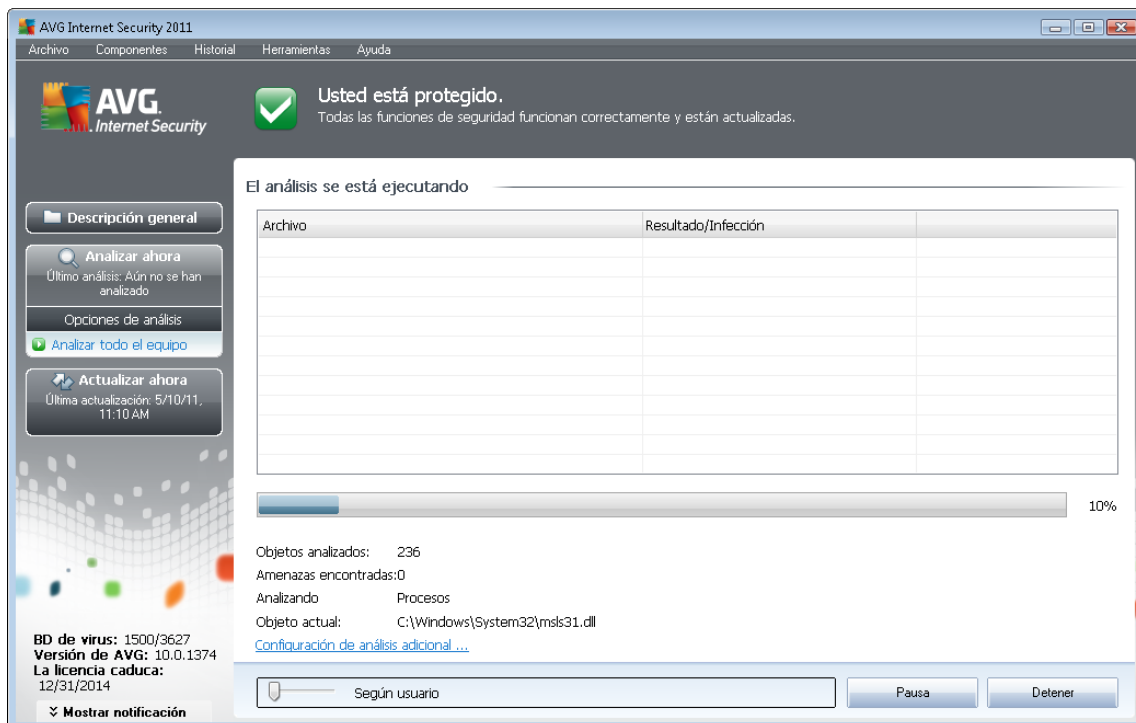 AVG Internet Security 2011
Archivo Componentes Historial Herramientas Ayuda
AVG.
Internet Security
Usted está protegido.
Todas las funciones de seguridad funcionan correctamente y están actualizadas.
Descripción general
Analizar ahora
Último análisis: Aún no se han
analizado
Opciones de análisis
Analizar todo el equipo
Actualizar ahora
Última actualización: 5/10/11,
11:10 AM
BD de virus: 1500/3627
Versión de AVG: 10.0.1374
La licencia caduca:
12/31/2014
Mostrar notificación
El análisis se está ejecutando
Archivo Resultado/Infección
10%
Objetos analizados: 236
Amenazas encontradas:0
Analizando Procesos
Objeto actual: C:\Windows\System32\msls31.dll
Configuración de análisis adicional ...
Según usuario Pausa Detener